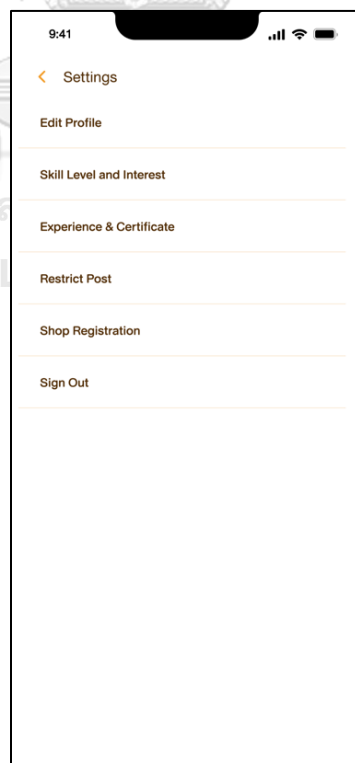 9:41
Settings
Edit Profile
Skill Level and Interest
Experience & Certificate
Restrict Post
Shop Registration
Sign Out